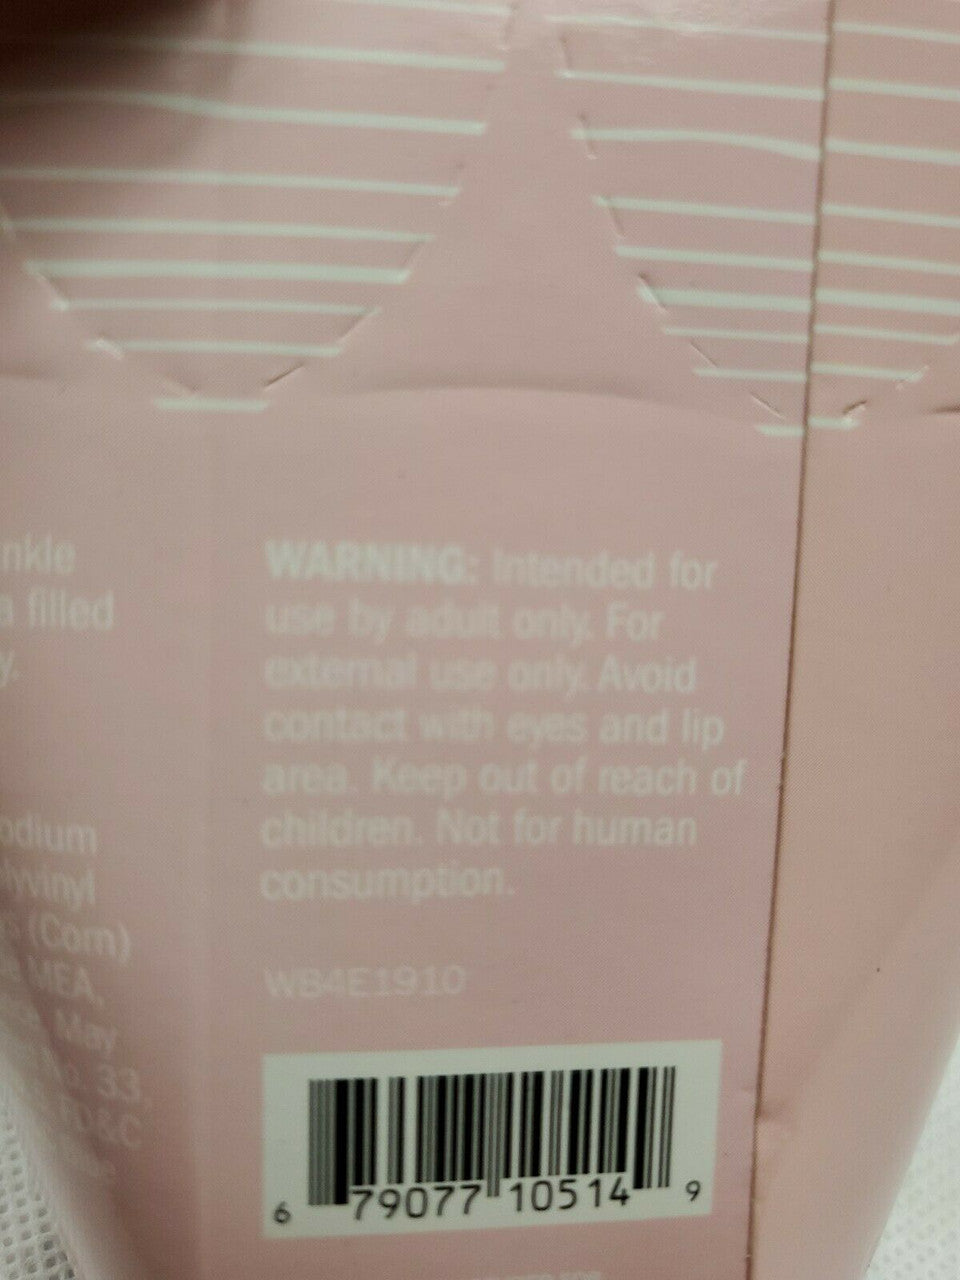 nkle
a filled
y.
odium
lyvinyl
(Corn)
MEA,
May
33,
WARNING: Intended for
use by adult only. For
external use only. Avoid
contact with eyes and lip
area. Keep out of reach of
children. Not for human
consumption.
WB4E1910
6 79077 10514 9